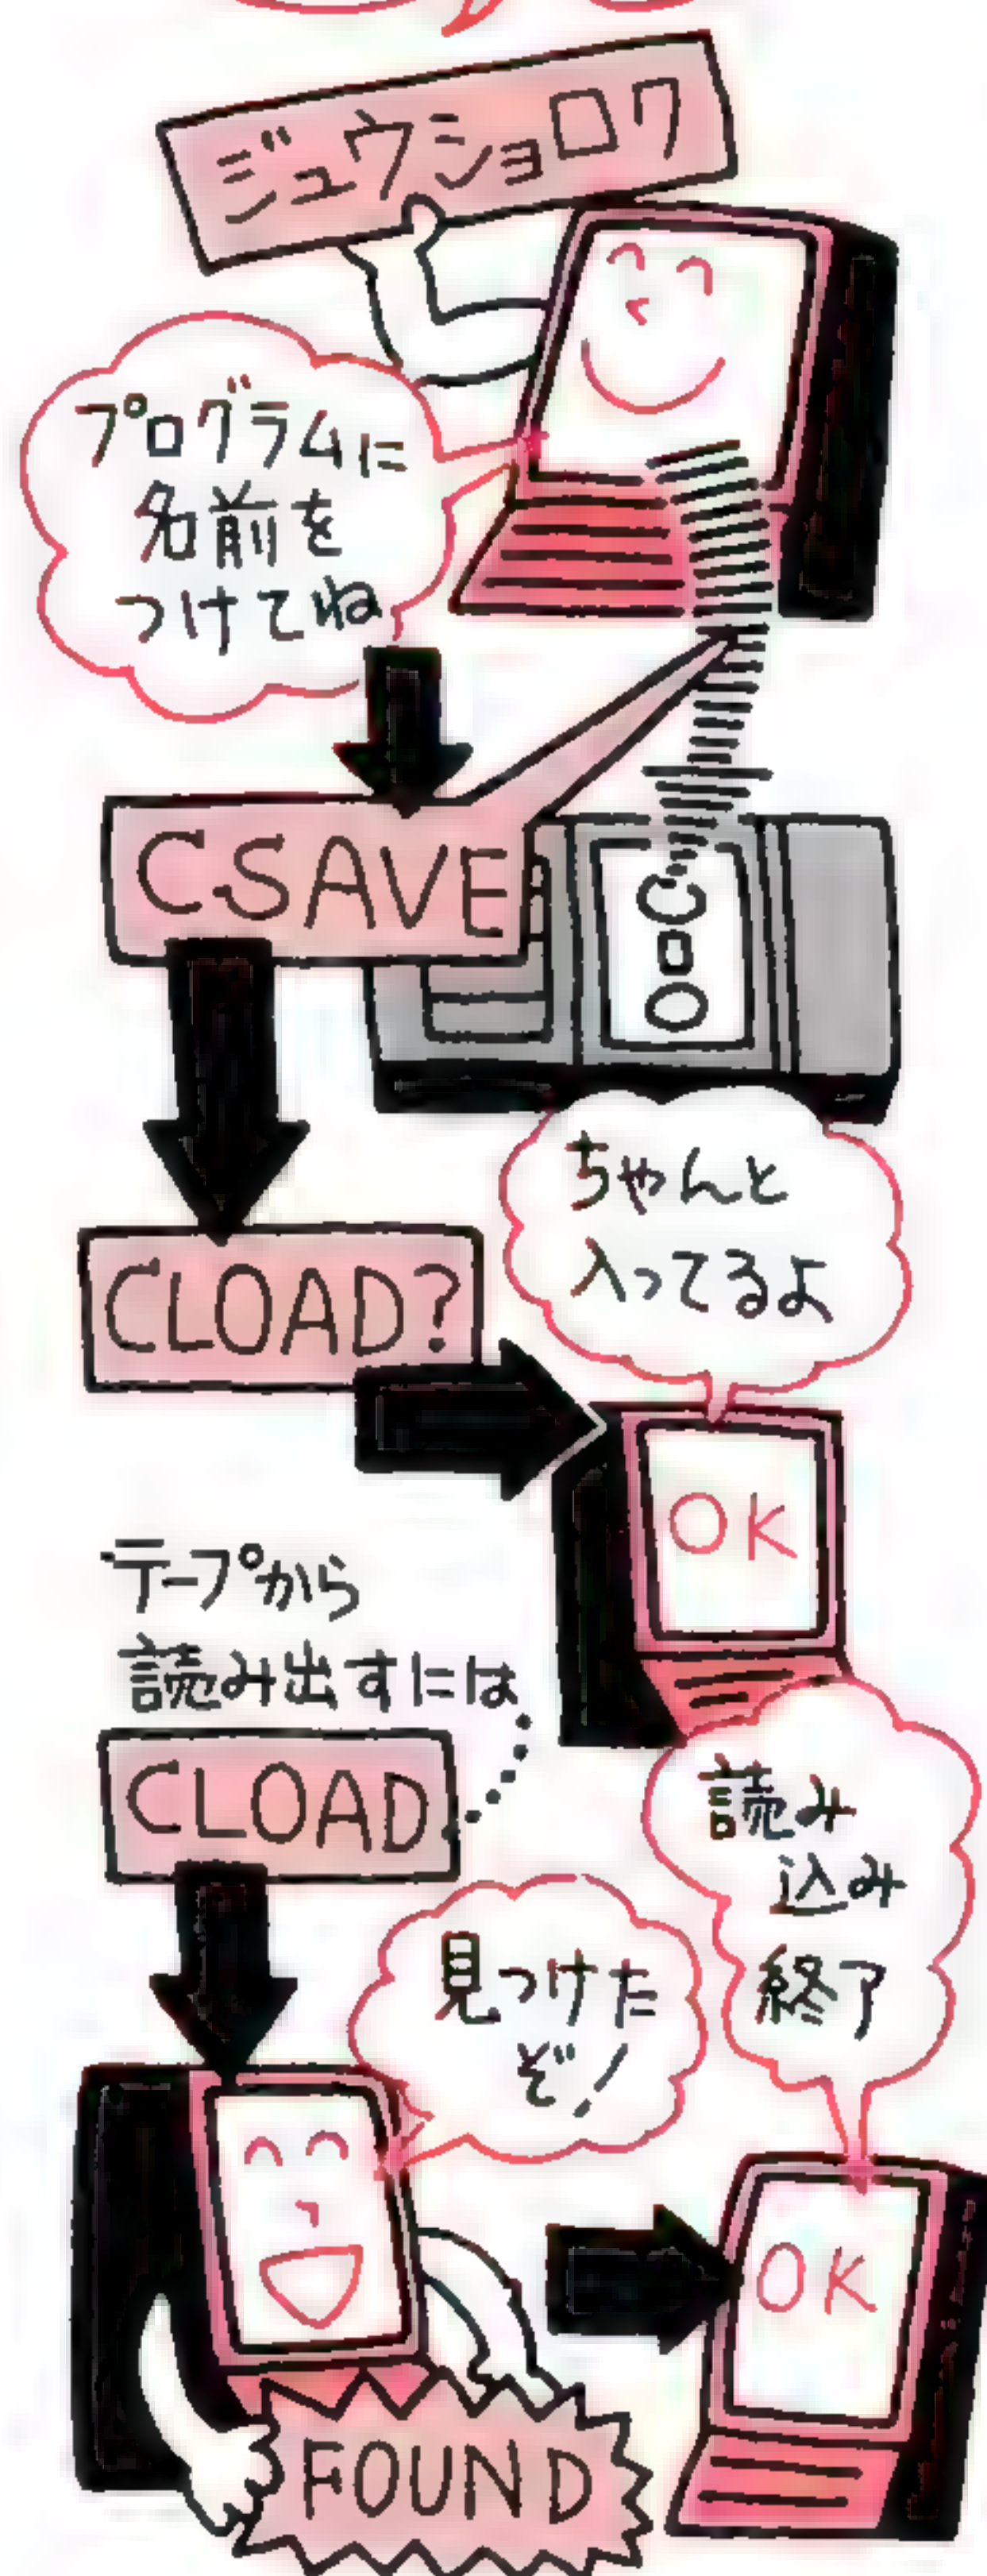 ジュウショロク
プログラムに
名前を
つけてね
CSAVE
ちゃんと
入ってるよ
CLOAD?
OK
テープから
読み出すには
CLOAD
読み
込み
終了
見つけた
ぞ!
OK
FOUND